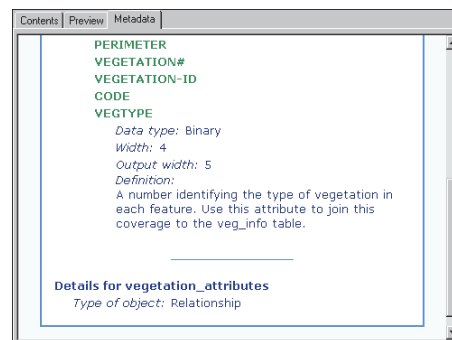 Contents Preview Metadata
PERIMETER
VEGETATION#
VEGETATION-ID
CODE
VEGTYPE
Data type: Binary
Width: 4
Output width: 5
Definition:
A number identifying the type of vegetation in
each feature. Use this attribute to join this
coverage to the veg_info table.
Details for vegetation_attributes
Type of object: Relationship